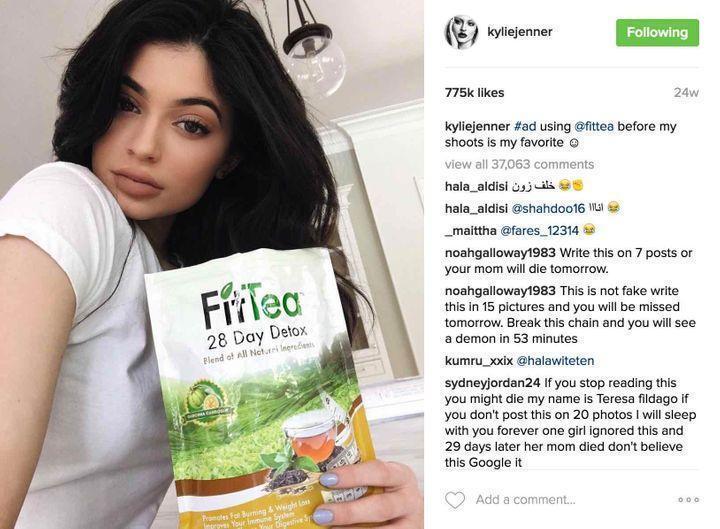 kyliejenner
Following
775k likes
24w
kyliejenner #ad using @fittea before my
shoots is my favorite ☺
view all 37,063 comments
hala_aldisi خلف زون 😂✊
hala_aldisi @shahdoo16 انااا!!! 😂
_maittha @fares_12314 😂
noahgalloway1983 Write this on 7 posts or
your mom will die tomorrow.
noahgalloway1983 This is not fake write
this in 15 pictures and you will be missed
tomorrow. Break this chain and you will see
a demon in 53 minutes
kumru_xxix @halawiteten
sydneyjordan24 If you stop reading this
you might die my name is Teresa fildago if
you don't post this on 20 photos I will sleep
with you forever one girl ignored this and
29 days later her mom died don't believe
this Google it
Add a comment...
FitTea
28 Day Detox
Blend of All Natural Ingredients
GARCINIA CAMBOGIA
Promotes Fat Burning & Weight Loss
Improves Your Immune System
Your Digestive